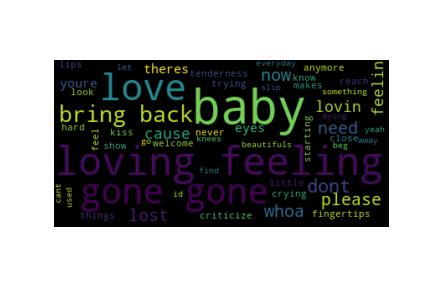 lips let everyday anymore
theres tenderness now know reach feelin
youre love trying slip makes something
look baby lovin dying
bring back need
hard feel kiss cause never eyes starting close yeah
show go welcome knees beautifuls beg away
loving feeling
find
cant used gone gone id little dont
crying please
things lost criticize whoa fingertips